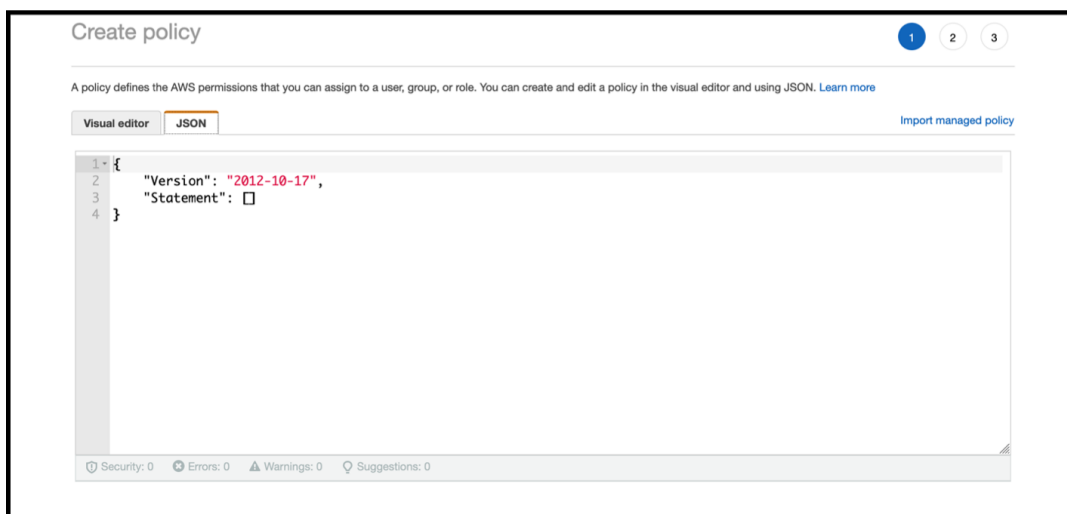 Create policy
1 2 3
A policy defines the AWS permissions that you can assign to a user, group, or role. You can create and edit a policy in the visual editor and using JSON. Learn more
Visual editor JSON Import managed policy
1 {
2 "Version": "2012-10-17",
3 "Statement": []
4 }
Security: 0 Errors: 0 Warnings: 0 Suggestions: 0